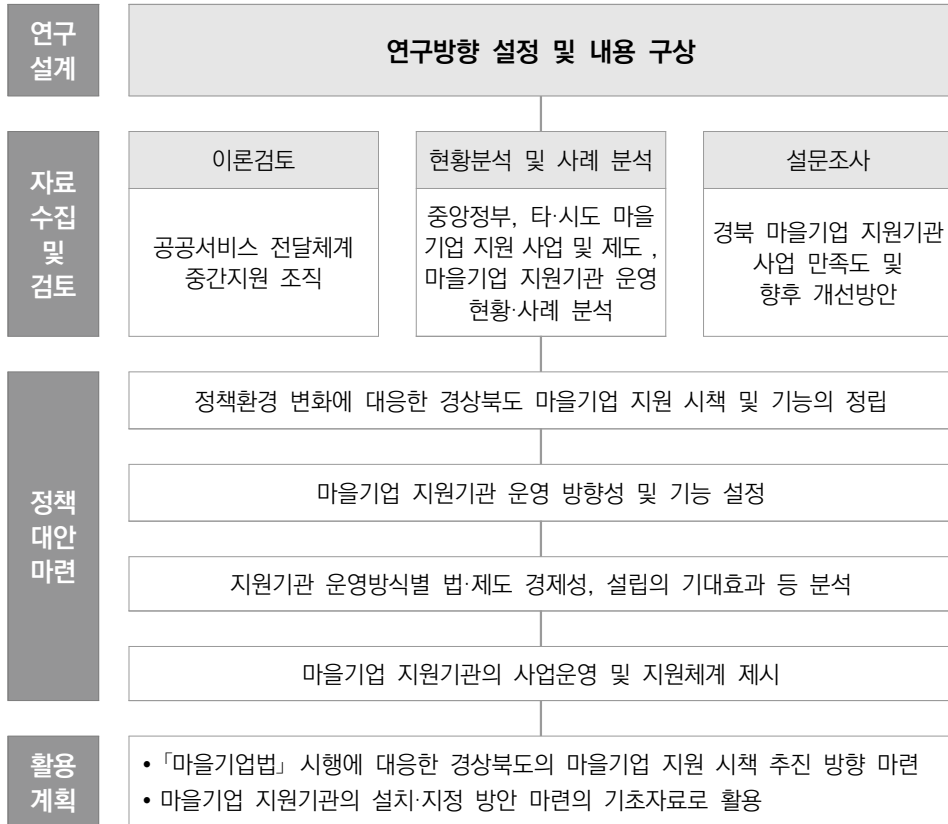 연구
설계
연구방향 설정 및 내용 구상
자료
수집
및
검토
이론검토
공공서비스 전달체계
중간지원 조직
현황분석 및 사례 분석
중앙정부, 타·시도 마을
기업 지원 사업 및 제도 ,
마을기업 지원기관 운영
현황·사례 분석
설문조사
경북 마을기업 지원기관
사업 만족도 및
향후 개선방안
정책
대안
마련
정책환경 변화에 대응한 경상북도 마을기업 지원 시책 및 기능의 정립
마을기업 지원기관 운영 방향성 및 기능 설정
지원기관 운영방식별 법·제도 경제성, 설립의 기대효과 등 분석
마을기업 지원기관의 사업운영 및 지원체계 제시
활용
계획
•「마을기업법」 시행에 대응한 경상북도의 마을기업 지원 시책 추진 방향 마련
• 마을기업 지원기관의 설치·지정 방안 마련의 기초자료로 활용